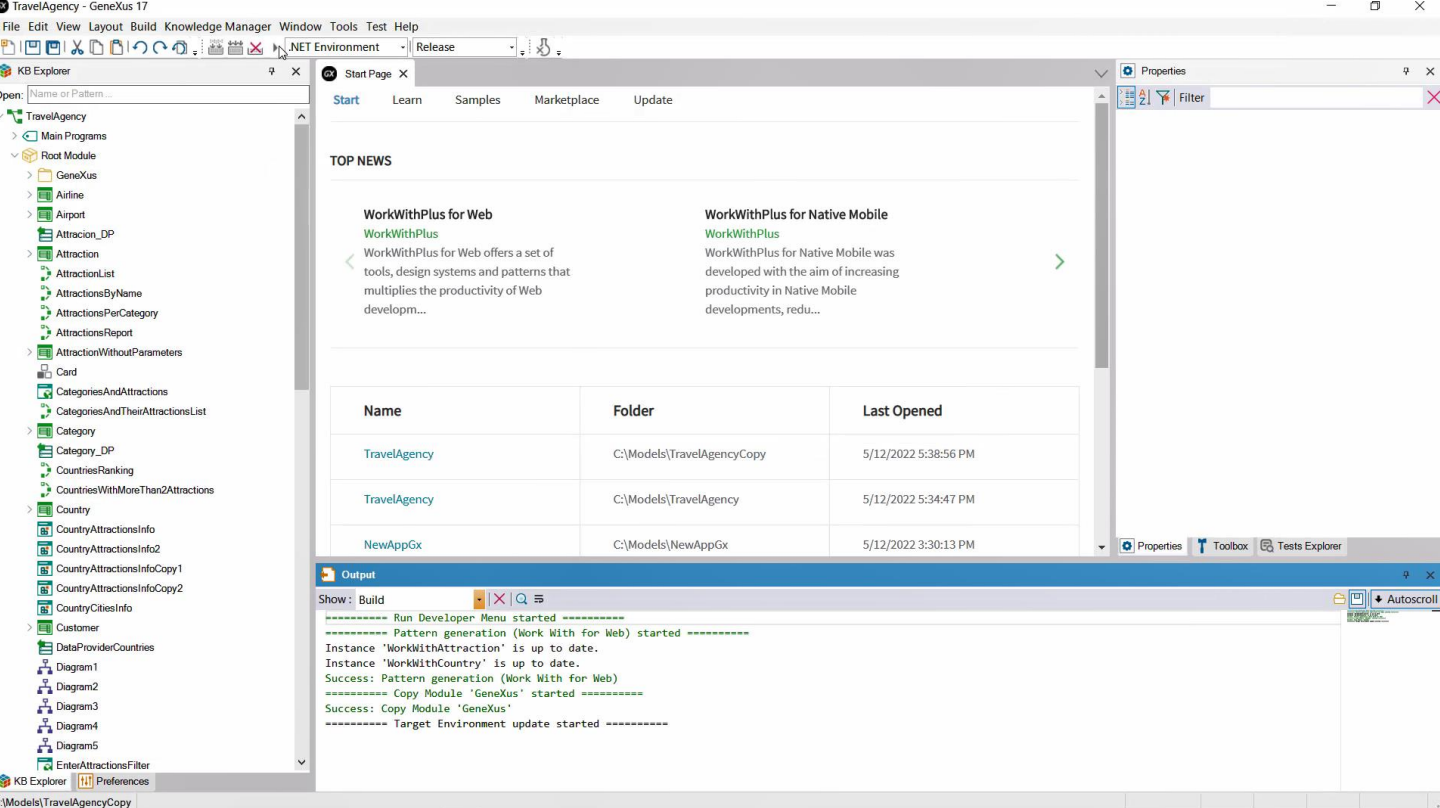 TravelAgency - GeneXus 17
File Edit View Layout Build Knowledge Manager Window Tools Test Help
.NET Environment Release
KB Explorer
Open: Name or Pattern ...
TravelAgency
Main Programs
Root Module
GeneXus
Airline
Airport
Attracion_DP
Attraction
AttractionList
AttractionsByName
AttractionsPerCategory
AttractionsReport
AttractionWithoutParameters
Card
CategoriesAndAttractions
CategoriesAndTheirAttractionsList
Category
Category_DP
CountriesRanking
CountriesWithMoreThan2Attractions
Country
CountryAttractionsInfo
CountryAttractionsInfo2
CountryAttractionsInfoCopy1
CountryAttractionsInfoCopy2
CountryCitiesInfo
Customer
DataProviderCountries
Diagram1
Diagram2
Diagram3
Diagram4
Diagram5
EnterAttractionsFilter
KB Explorer Preferences
:\Models\TravelAgencyCopy
GX Start Page
Start Learn Samples Marketplace Update
TOP NEWS
WorkWithPlus for Web
WorkWithPlus
WorkWithPlus for Web offers a set of
tools, design systems and patterns that
multiplies the productivity of Web
developm...
WorkWithPlus for Native Mobile
WorkWithPlus
WorkWithPlus for Native Mobile was
developed with the aim of increasing
productivity in Native Mobile
developments, redu...
Name Folder Last Opened
TravelAgency C:\Models\TravelAgencyCopy 5/12/2022 5:38:56 PM
TravelAgency C:\Models\TravelAgency 5/12/2022 5:34:47 PM
NewAppGx C:\Models\NewAppGx 5/12/2022 3:30:13 PM
Output
Show: Build Autoscroll
========== Run Developer Menu started ==========
========== Pattern generation (Work With for Web) started ==========
Instance 'WorkWithAttraction' is up to date.
Instance 'WorkWithCountry' is up to date.
Success: Pattern generation (Work With for Web)
========== Copy Module 'GeneXus' started ==========
Success: Copy Module 'GeneXus'
========== Target Environment update started ==========
Properties
Filter
Properties Toolbox Tests Explorer